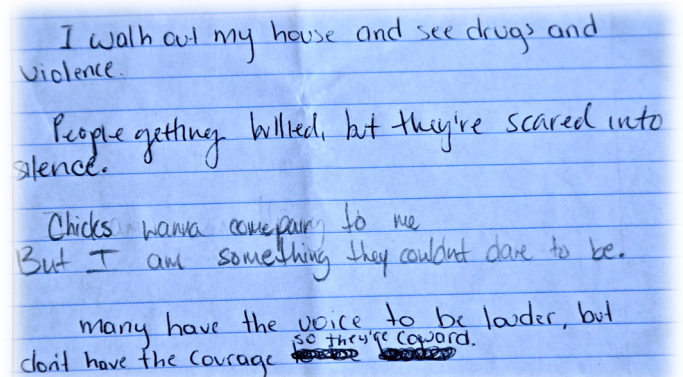 I walk out my house and see drugs and
violence.
People getting bullied, but they're scared into
silence.
Chicks wanna comepair to me
But I am something they couldnt dare to be.
many have the voice to be louder, but
so they're coward.
dont have the courage